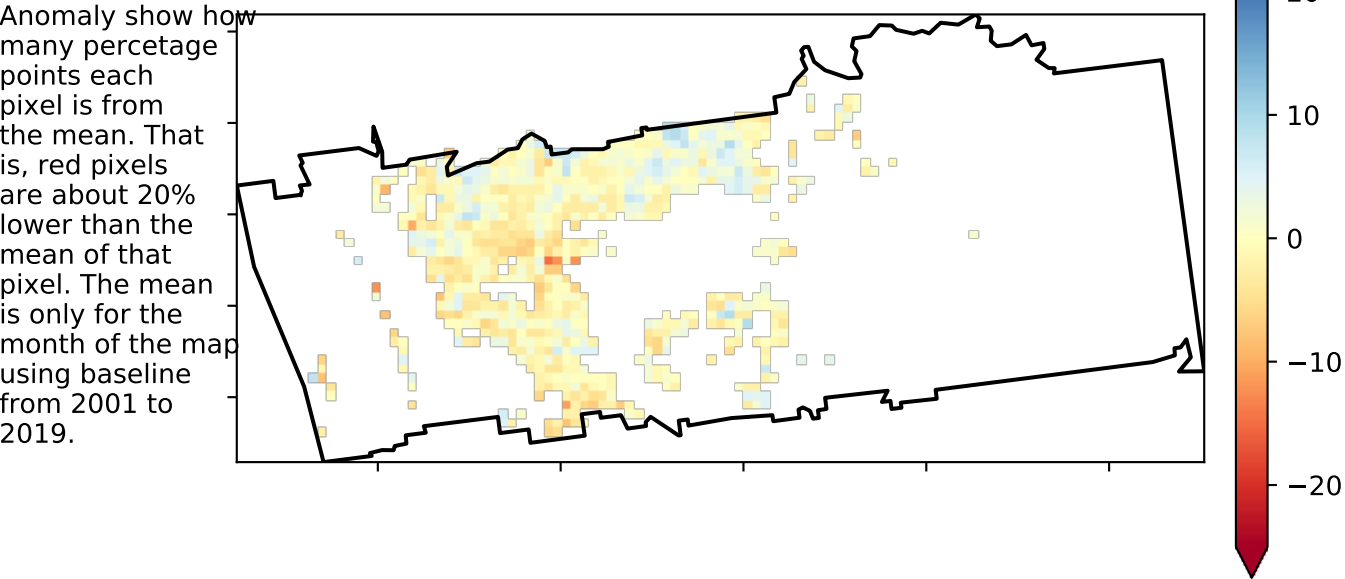 Anomaly show how
many percetage
points each
pixel is from
the mean. That
is, red pixels
are about 20%
lower than the
mean of that
pixel. The mean
is only for the
month of the map
using baseline
from 2001 to
2019.
10
0
−10
−20